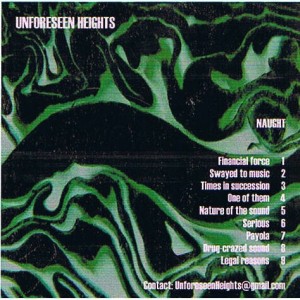 UNFORESEEN HEIGHTS
NAUGHT
Financial force 1
Swayed to music 2
Times in succession 3
One of them 4
Nature of the sound 5
Serious 6
Payola 7
Drug-crazed sound 8
Legal reasons 9
Contact: UnforeseenHeights@gmail.com